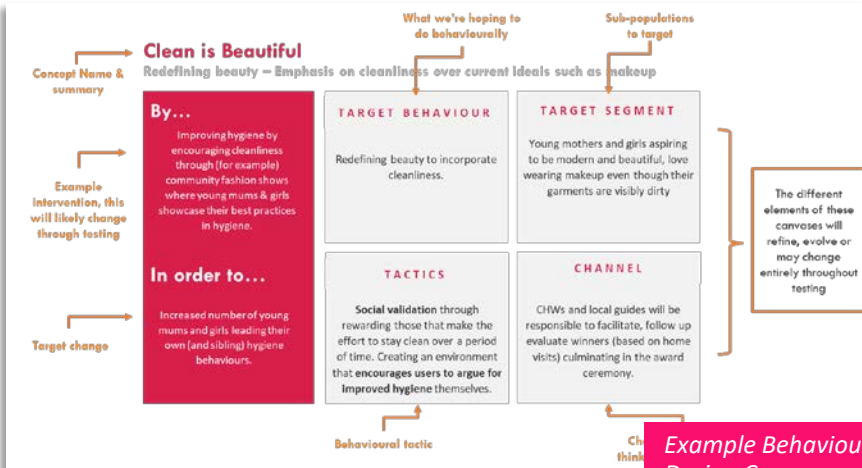 What we're hoping to
do behaviourally
Sub-populations
to target
Clean is Beautiful
Concept Name &
summary
Redefining beauty – Emphasis on cleanliness over current ideals such as makeup
By...
Improving hygiene by
encouraging cleanliness
through (for example)
community fashion shows
where young mums & girls
showcase their best practices
in hygiene.
Example
intervention, this
will likely change
through testing
TARGET BEHAVIOUR
Redefining beauty to incorporate
cleanliness.
TARGET SEGMENT
Young mothers and girls aspiring
to be modern and beautiful, love
wearing makeup even though their
garments are visibly dirty
The different
elements of these
canvases will
refine, evolve or
may change
entirely throughout
testing
In order to...
Increased number of young
mums and girls leading their
own (and sibling) hygiene
behaviours.
Target change
TACTICS
Social validation through
rewarding those that make the
effort to stay clean over a period
of time. Creating an environment
that encourages users to argue for
improved hygiene themselves.
CHANNEL
CHWs and local guides will be
responsible to facilitate, follow up
evaluate winners (based on home
visits) culminating in the award
ceremony.
Behavioural tactic
Example